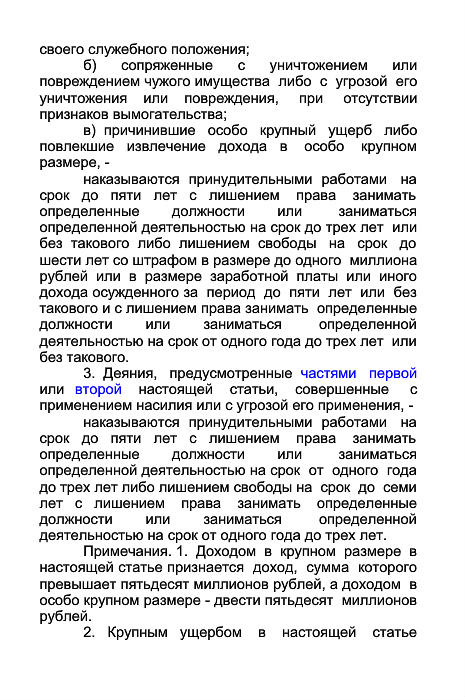 своего служебного положения;
б) сопряженные с уничтожением или
повреждением чужого имущества либо с угрозой его
уничтожения или повреждения, при отсутствии
признаков вымогательства;
в) причинившие особо крупный ущерб либо
повлекшие извлечение дохода в особо крупном
размере, -
наказываются принудительными работами на
срок до пяти лет с лишением права занимать
определенные должности или заниматься
определенной деятельностью на срок до трех лет или
без такового либо лишением свободы на срок до
шести лет со штрафом в размере до одного миллиона
рублей или в размере заработной платы или иного
дохода осужденного за период до пяти лет или без
такового и с лишением права занимать определенные
должности или заниматься определенной
деятельностью на срок от одного года до трех лет или
без такового.
3. Деяния, предусмотренные частями первой
или второй настоящей статьи, совершенные с
применением насилия или с угрозой его применения, -
наказываются принудительными работами на
срок до пяти лет с лишением права занимать
определенные должности или заниматься
определенной деятельностью на срок от одного года
до трех лет либо лишением свободы на срок до семи
лет с лишением права занимать определенные
должности или заниматься определенной
деятельностью на срок от одного года до трех лет.
Примечания. 1. Доходом в крупном размере в
настоящей статье признается доход, сумма которого
превышает пятьдесят миллионов рублей, а доходом в
особо крупном размере - двести пятьдесят миллионов
рублей.
2. Крупным ущербом в настоящей статье